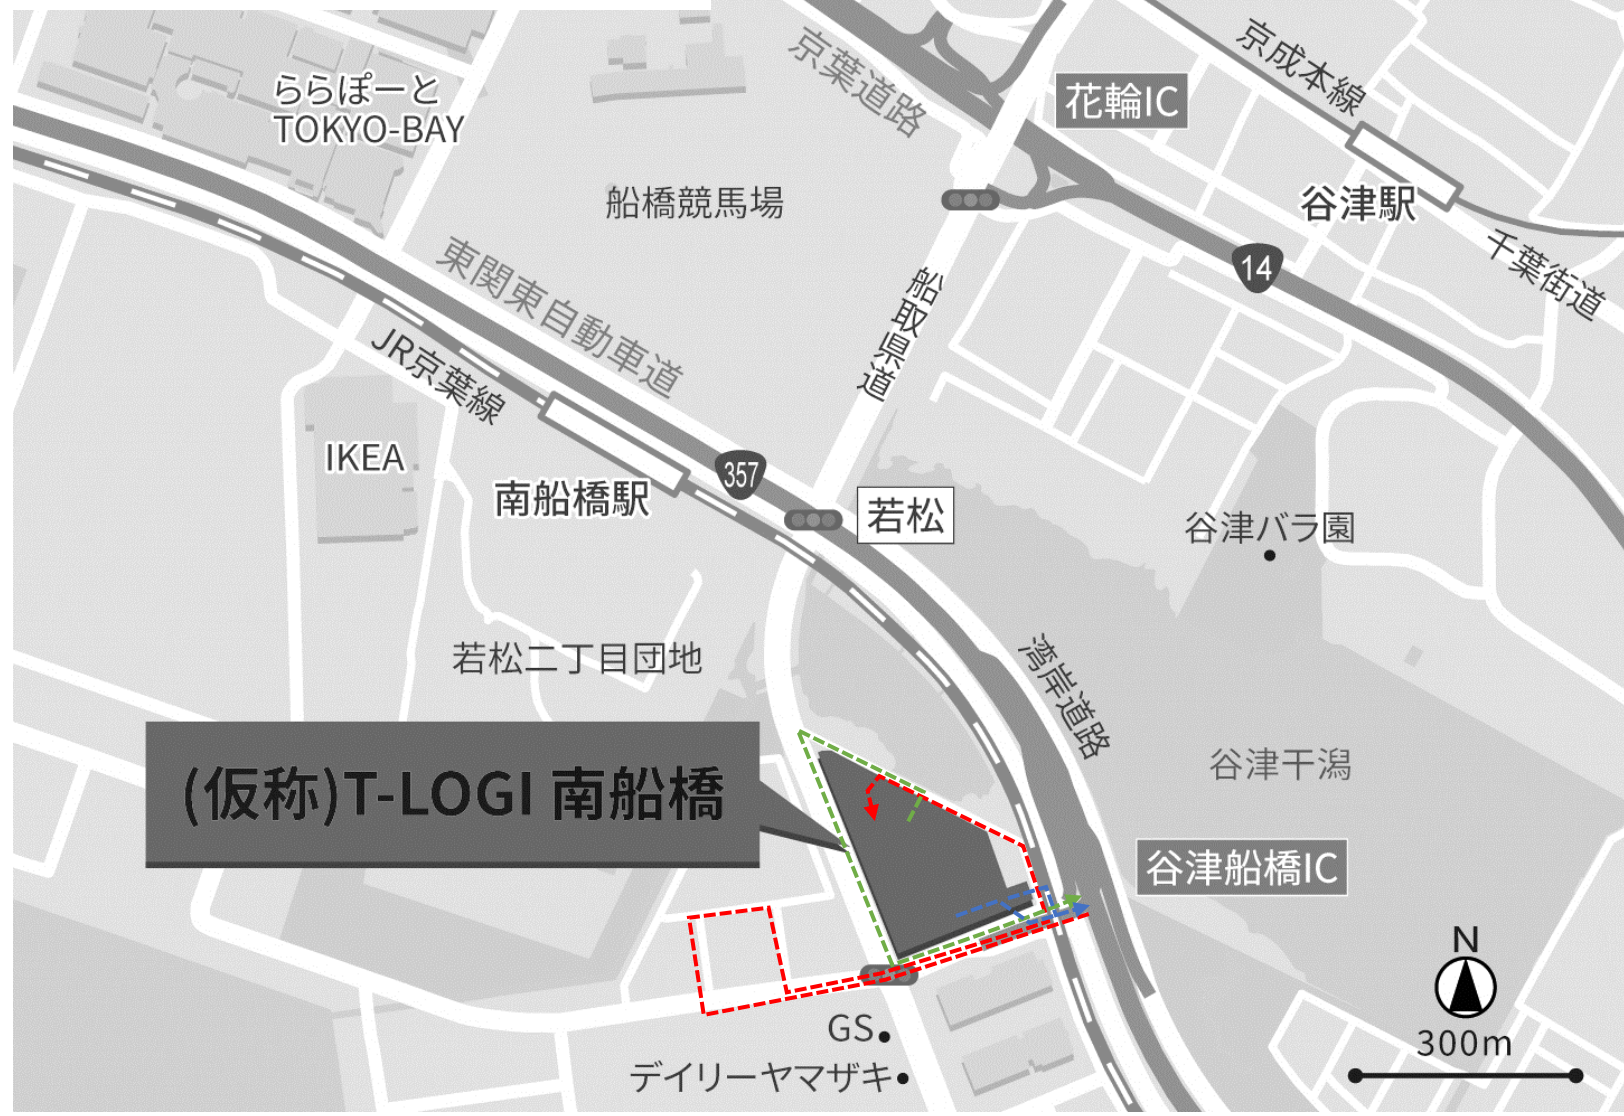 京葉道路
花輪IC
京成本線
谷津駅
千葉街道
14
ららぽーと
TOKYO-BAY
船橋競馬場
東関東自動車道
船取県道
JR京葉線
IKEA
南船橋駅
357
若松
谷津バラ園
若松二丁目団地
湾岸道路
谷津干潟
(仮称)T-LOGI 南船橋
谷津船橋IC
N
300m
GS
デイリーヤマザキ